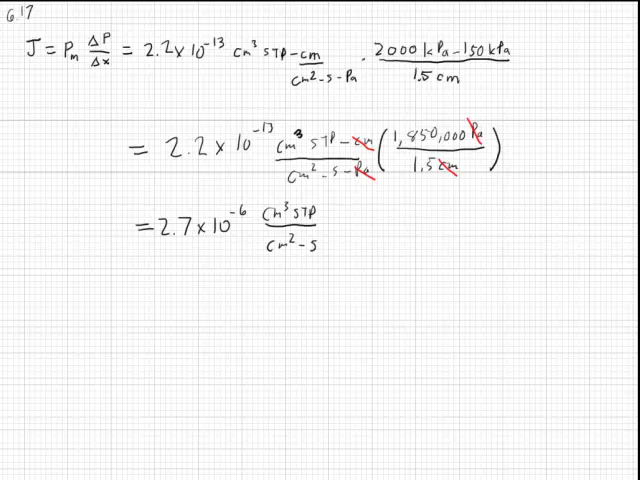 6.17
J = Pm ΔP/Δx = 2.2 x 10^-13 cm^3 STP-cm/cm^2-s-Pa · 2000 kPa-150 kPa/1.5 cm
= 2.2 x 10^-13 cm^3 STP-cm/cm^2-s-Pa (1,850,000 Pa/1.5 cm)
= 2.7 x 10^-6 cm^3 STP/cm^2-s